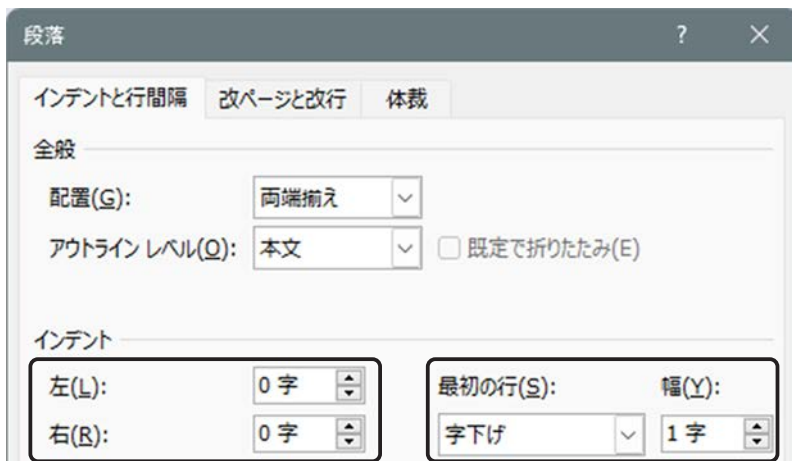 段落 ?
インデントと行間隔 改ページと改行 体裁
全般
配置(G): 両端揃え
アウトライン レベル(O): 本文 既定で折りたたみ(E)
インデント
左(L): 0 字 最初の行(S): 幅(Y):
右(R): 0 字 字下げ 1 字